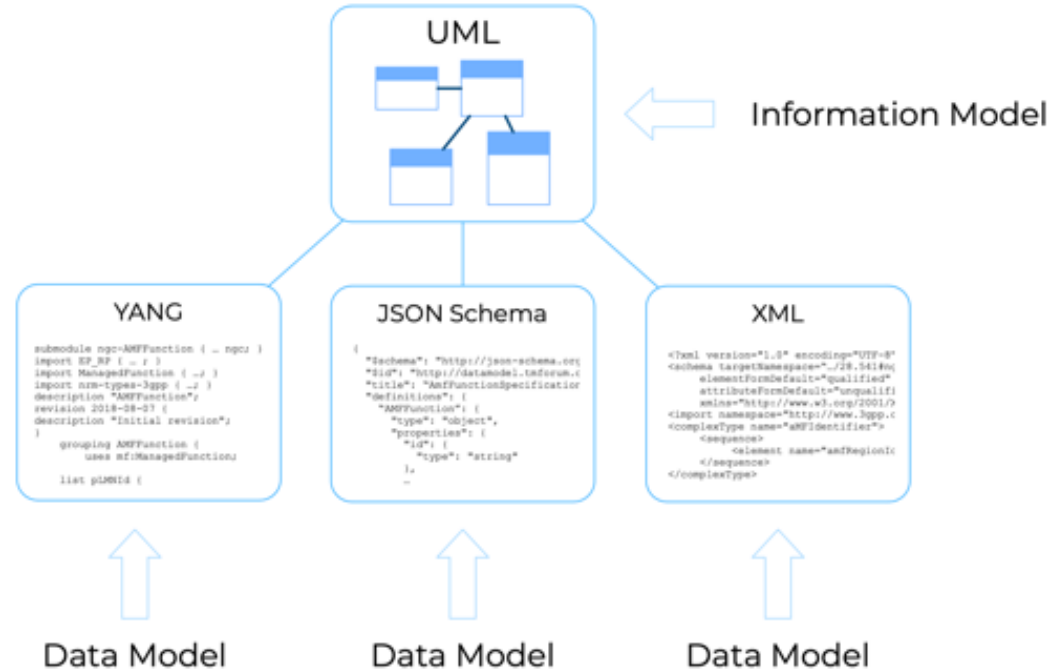 UML
Information Model
YANG
submodule ngc-AMFFunction { … ngc; }
import EP_RP { … ; }
import ManagedFunction { …; }
import nrm-types-3gpp { …; }
description "AMFFunction";
revision 2018-08-07 {
description "Initial revision";
}
grouping AMFFunction {
uses mf:ManagedFunction;
list pLMNId {
JSON Schema
{
"$schema": "http://json-schema.org
"$id": "http://datamodel.tmforum.o
"title": "AmfFunctionSpecification
"definitions": {
"AMFFunction": {
"type": "object",
"properties": {
"id": {
"type": "string"
},
…
XML
<?xml version="1.0" encoding="UTF-8"
<schema targetNamespace="…/28.541#ng
elementFormDefault="qualified"
attributeFormDefault="unqualifi
xmlns="http://www.w3.org/2001/X
<import namespace="http://www.3gpp.o
<complexType name="aMFIdentifier">
<sequence>
<element name="amfRegionId
</sequence>
</complexType>
Data Model
Data Model
Data Model